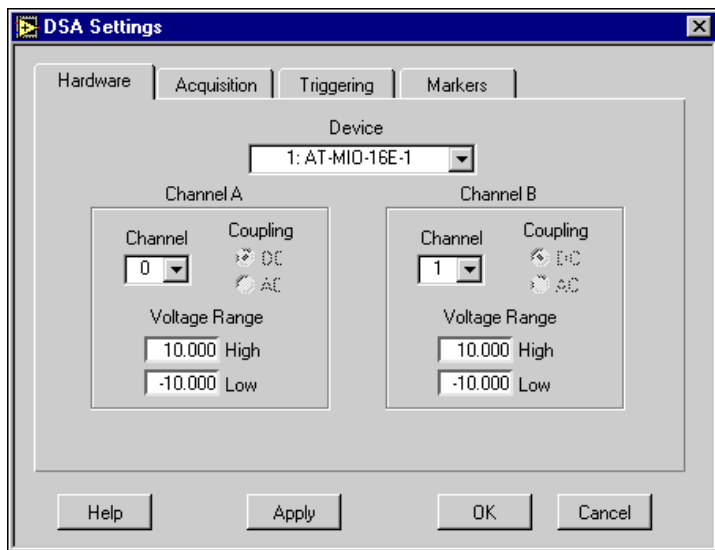 DSA Settings
Hardware
Acquisition
Triggering
Markers
Device
1: AT-MIO-16E-1
Channel A
Channel
0
Coupling
DC
AC
Voltage Range
10.000 High
-10.000 Low
Channel B
Channel
1
Coupling
DC
AC
Voltage Range
10.000 High
-10.000 Low
Help
Apply
OK
Cancel